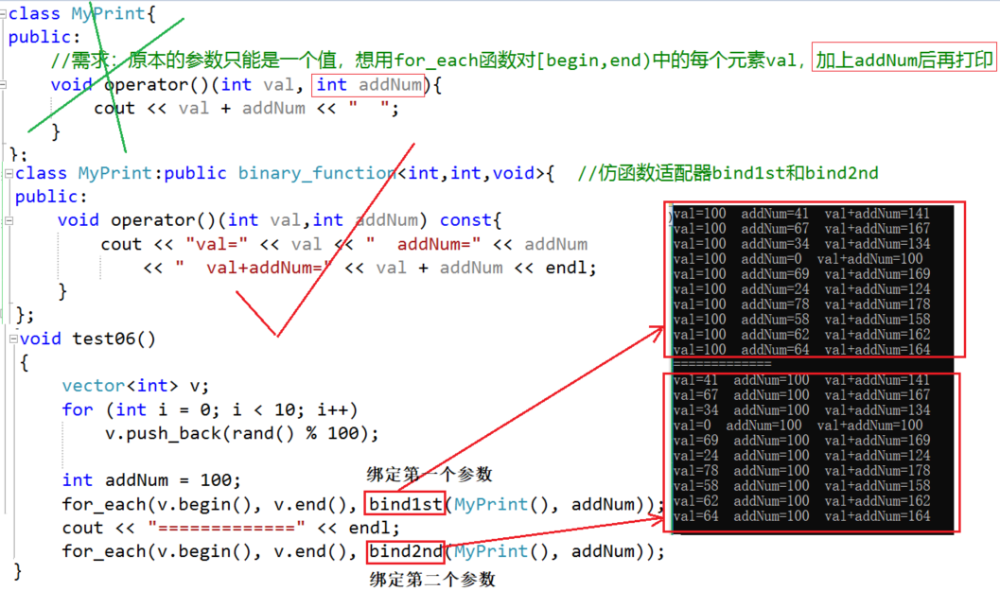 class MyPrint{
public:
//需求：原本的参数只能是一个值，想用for_each函数对[begin,end)中的每个元素val，加上addNum后再打印
void operator()(int val, int addNum){
cout << val + addNum << "  ";
}
};
class MyPrint:public binary_function<int,int,void>{  //仿函数适配器bind1st和bind2nd
public:
void operator()(int val,int addNum) const{
cout << "val=" << val << "  addNum=" << addNum
<< "  val+addNum=" << val + addNum << endl;
}
};
void test06()
{
vector<int> v;
for (int i = 0; i < 10; i++)
v.push_back(rand() % 100);
int addNum = 100;
绑定第一个参数
for_each(v.begin(), v.end(), bind1st(MyPrint(), addNum));
cout << "=============" << endl;
for_each(v.begin(), v.end(), bind2nd(MyPrint(), addNum));
绑定第二个参数
}
val=100  addNum=41  val+addNum=141
val=100  addNum=67  val+addNum=167
val=100  addNum=34  val+addNum=134
val=100  addNum=0  val+addNum=100
val=100  addNum=69  val+addNum=169
val=100  addNum=24  val+addNum=124
val=100  addNum=78  val+addNum=178
val=100  addNum=58  val+addNum=158
val=100  addNum=62  val+addNum=162
val=100  addNum=64  val+addNum=164
=============
val=41  addNum=100  val+addNum=141
val=67  addNum=100  val+addNum=167
val=34  addNum=100  val+addNum=134
val=0  addNum=100  val+addNum=100
val=69  addNum=100  val+addNum=169
val=24  addNum=100  val+addNum=124
val=78  addNum=100  val+addNum=178
val=58  addNum=100  val+addNum=158
val=62  addNum=100  val+addNum=162
val=64  addNum=100  val+addNum=164